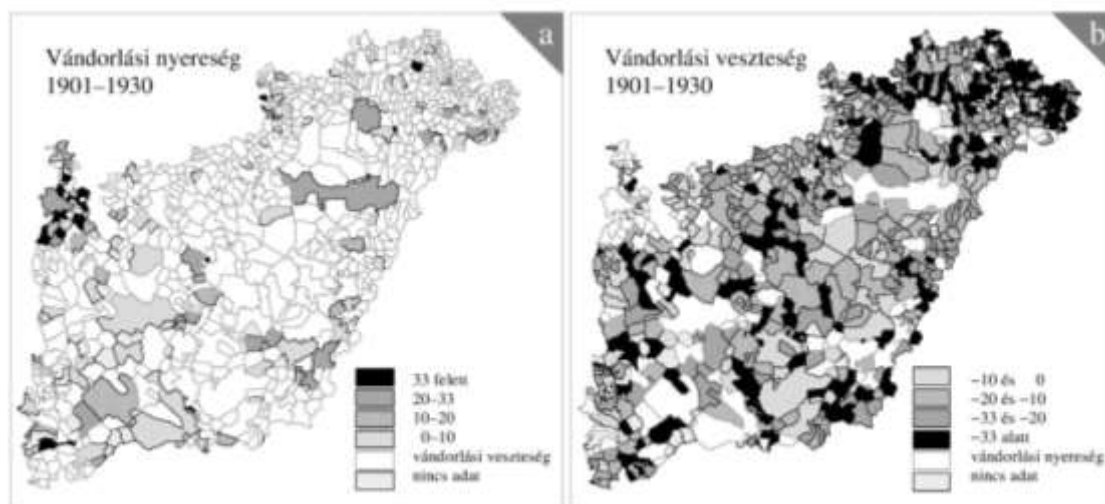 a
Vándorlási nyereség
1901–1930
33 felett
20–33
10–20
0–10
vándorlási veszteség
nincs adat
b
Vándorlási veszteség
1901–1930
−10 és 0
−20 és −10
−33 és −20
−33 alatt
vándorlási nyereség
nincs adat